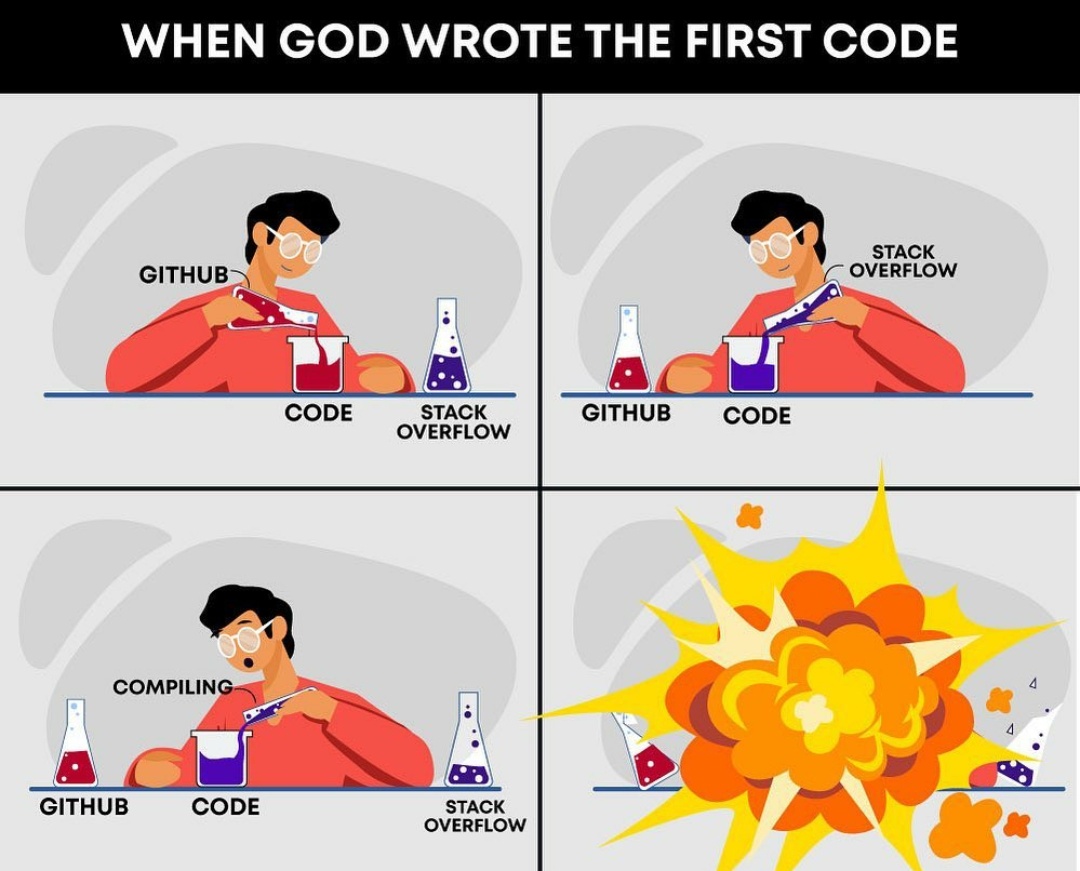 WHEN GOD WROTE THE FIRST CODE
GITHUB
CODE
STACK
OVERFLOW
STACK
OVERFLOW
GITHUB
CODE
COMPILING
GITHUB
CODE
STACK
OVERFLOW